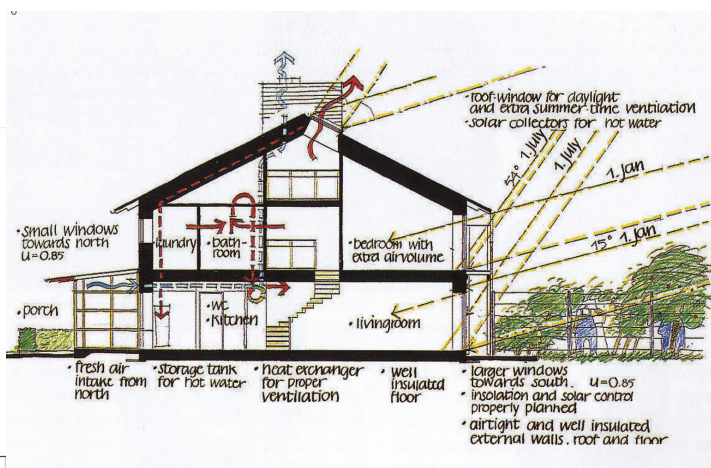 • roof-window for daylight
and extra summer-time ventilation
• solar collectors for hot water
54° 1. July
1. July
1. Jan
15° 1. Jan
• small windows
towards north
u=0.85
laundry
• bath-
room
• bedroom with
extra airvolume
• porch
• WC
• Kitchen
• livingroom
• fresh air
intake from
north
• storage tank
for hot water
• heat exchanger
for proper
ventilation
• well
insulated
floor
• larger windows
towards south. u=0.85
• insolation and solar control
properly planned
• airtight and well insulated
external walls, roof and floor